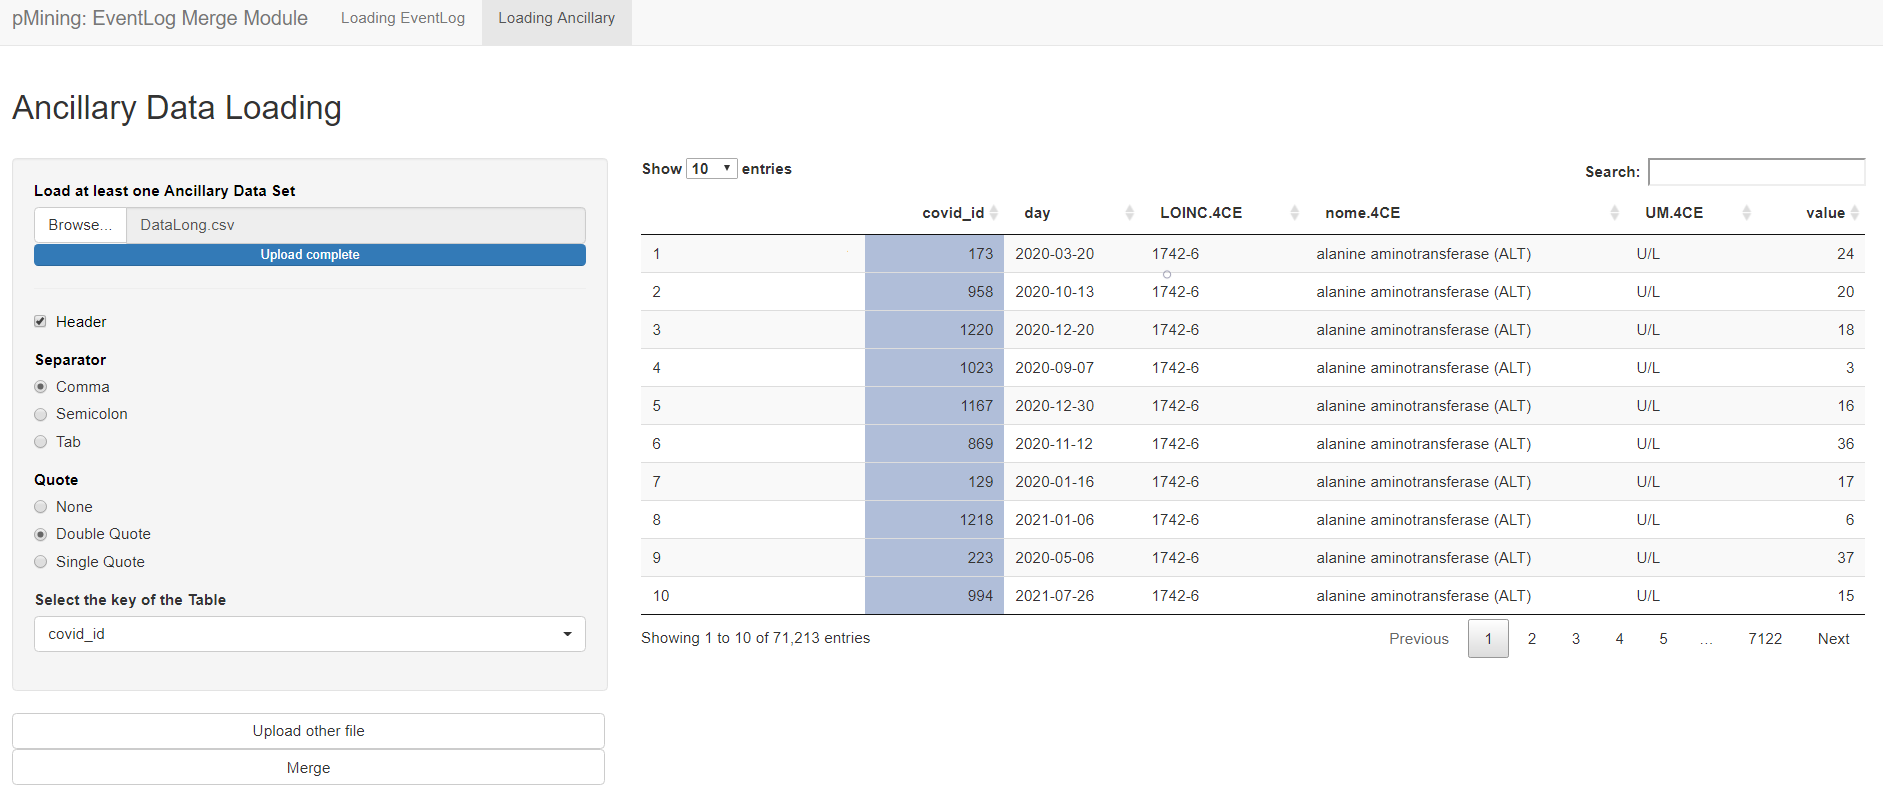 pMining: EventLog Merge Module Loading EventLog Loading Ancillary
Ancillary Data Loading
Load at least one Ancillary Data Set
Browse... DataLong.csv
Upload complete
Header
Separator
Comma
Semicolon
Tab
Quote
None
Double Quote
Single Quote
Select the key of the Table
covid_id
Upload other file
Merge
Show 10 entries
Search:
covid_id day LOINC.4CE nome.4CE UM.4CE value
1 173 2020-03-20 1742-6 alanine aminotransferase (ALT) U/L 24
2 958 2020-10-13 1742-6 alanine aminotransferase (ALT) U/L 20
3 1220 2020-12-20 1742-6 alanine aminotransferase (ALT) U/L 18
4 1023 2020-09-07 1742-6 alanine aminotransferase (ALT) U/L 3
5 1167 2020-12-30 1742-6 alanine aminotransferase (ALT) U/L 16
6 869 2020-11-12 1742-6 alanine aminotransferase (ALT) U/L 36
7 129 2020-01-16 1742-6 alanine aminotransferase (ALT) U/L 17
8 1218 2021-01-06 1742-6 alanine aminotransferase (ALT) U/L 6
9 223 2020-05-06 1742-6 alanine aminotransferase (ALT) U/L 37
10 994 2021-07-26 1742-6 alanine aminotransferase (ALT) U/L 15
Showing 1 to 10 of 71,213 entries
Previous 1 2 3 4 5 ... 7122 Next